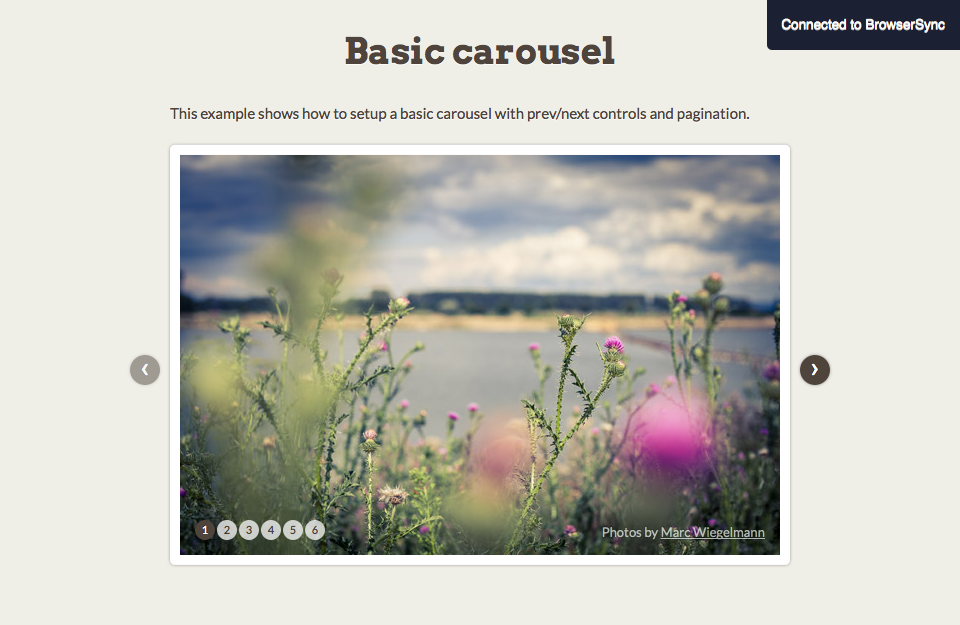 Connected to BrowserSync
Basic carousel
This example shows how to setup a basic carousel with prev/next controls and pagination.
‹
›
1 2 3 4 5 6
Photos by Marc Wiegelmann